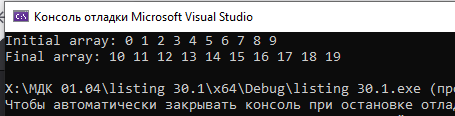 Консоль отладки Microsoft Visual Studio
Initial array: 0 1 2 3 4 5 6 7 8 9
Final array: 10 11 12 13 14 15 16 17 18 19
X:\МДК 01.04\listing 30.1\x64\Debug\listing 30.1.exe (про
Чтобы автоматически закрывать консоль при остановке отлад